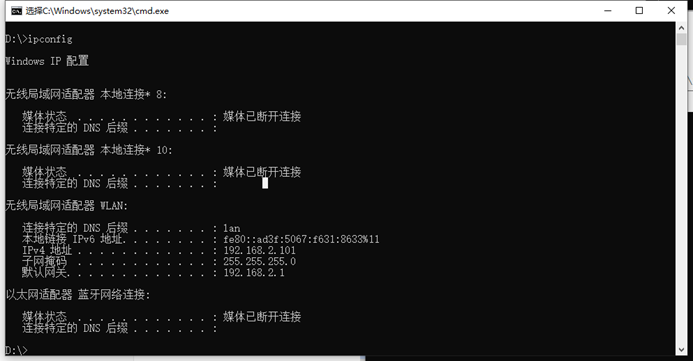 选择C:\Windows\system32\cmd.exe
D:\>ipconfig
Windows IP 配置
无线局域网适配器 本地连接* 8:
媒体状态 . . . . . . . . . . . . : 媒体已断开连接
连接特定的 DNS 后缀 . . . . . . . :
无线局域网适配器 本地连接* 10:
媒体状态 . . . . . . . . . . . . : 媒体已断开连接
连接特定的 DNS 后缀 . . . . . . . :
无线局域网适配器 WLAN:
连接特定的 DNS 后缀 . . . . . . . : lan
本地链接 IPv6 地址. . . . . . . . : fe80::ad3f:5067:f631:8633%11
IPv4 地址 . . . . . . . . . . . . : 192.168.2.101
子网掩码 . . . . . . . . . . . . : 255.255.255.0
默认网关. . . . . . . . . . . . . : 192.168.2.1
以太网适配器 蓝牙网络连接:
媒体状态 . . . . . . . . . . . . : 媒体已断开连接
连接特定的 DNS 后缀 . . . . . . . :
D:\>